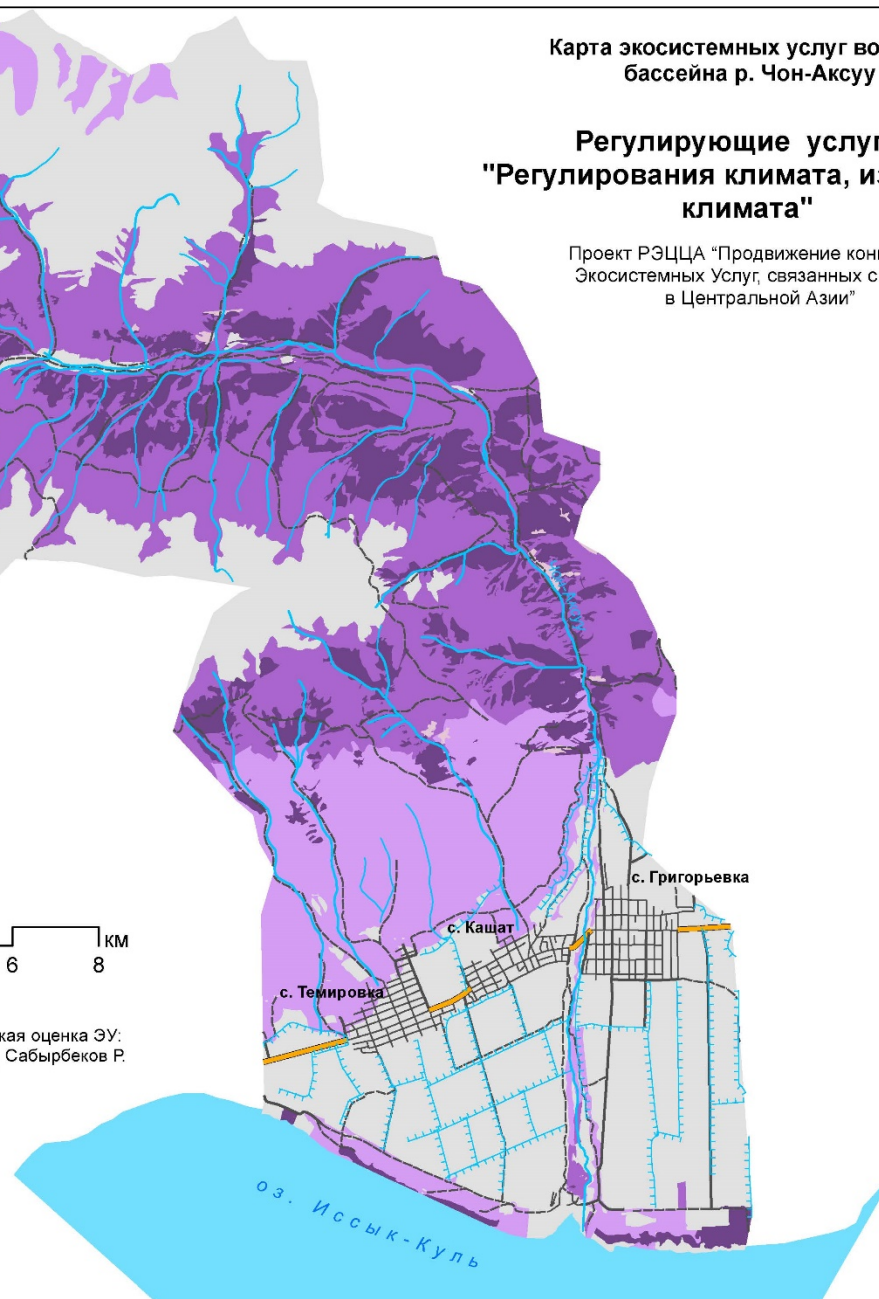 Карта экосистемных услуг во
бассейна р. Чон-Аксуу
Регулирующие услуг
"Регулирования климата, из
климата"
Проект РЭЦЦА “Продвижение кон
Экосистемных Услуг, связанных с
в Центральной Азии”
с. Григорьевка
с. Кашат
с. Темировка
км
6 8
кая оценка ЭУ:
Сабырбеков Р.
оз. Иссык-Куль